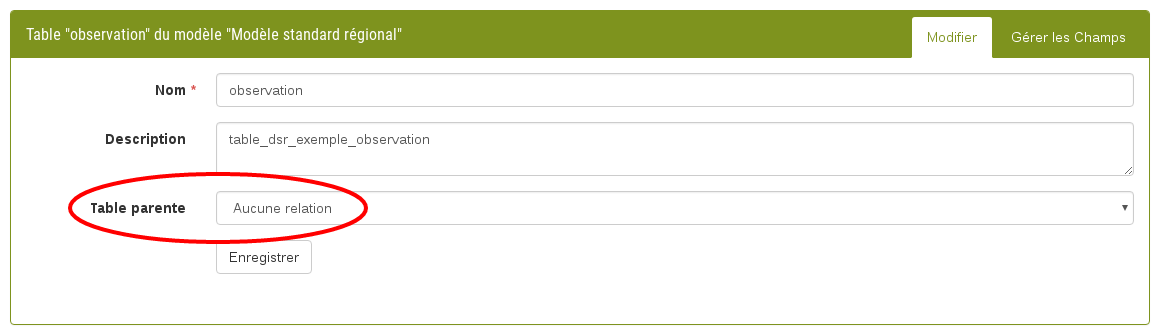 Table "observation" du modèle "Modèle standard régional"
Modifier
Gérer les Champs
Nom *
observation
Description
table_dsr_exemple_observation
Table parente
Aucune relation
Enregistrer